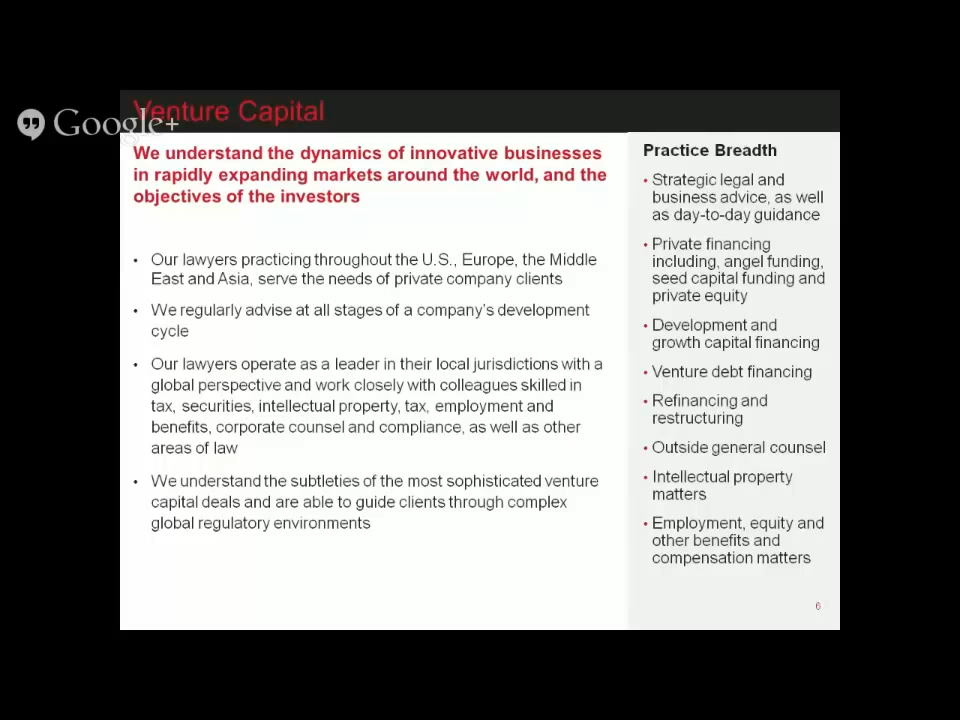 Venture Capital
Google+
We understand the dynamics of innovative businesses
in rapidly expanding markets around the world, and the
objectives of the investors
• Our lawyers practicing throughout the U.S., Europe, the Middle
East and Asia, serve the needs of private company clients
• We regularly advise at all stages of a company's development
cycle
• Our lawyers operate as a leader in their local jurisdictions with a
global perspective and work closely with colleagues skilled in
tax, securities, intellectual property, tax, employment and
benefits, corporate counsel and compliance, as well as other
areas of law
• We understand the subtleties of the most sophisticated venture
capital deals and are able to guide clients through complex
global regulatory environments
Practice Breadth
• Strategic legal and
business advice, as well
as day-to-day guidance
• Private financing
including, angel funding,
seed capital funding and
private equity
• Development and
growth capital financing
• Venture debt financing
• Refinancing and
restructuring
• Outside general counsel
• Intellectual property
matters
• Employment, equity and
other benefits and
compensation matters
6